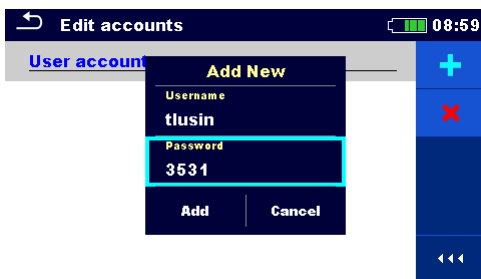 Edit accounts 08:59
User account
Add New
Username
tlusin
Password
3531
Add Cancel